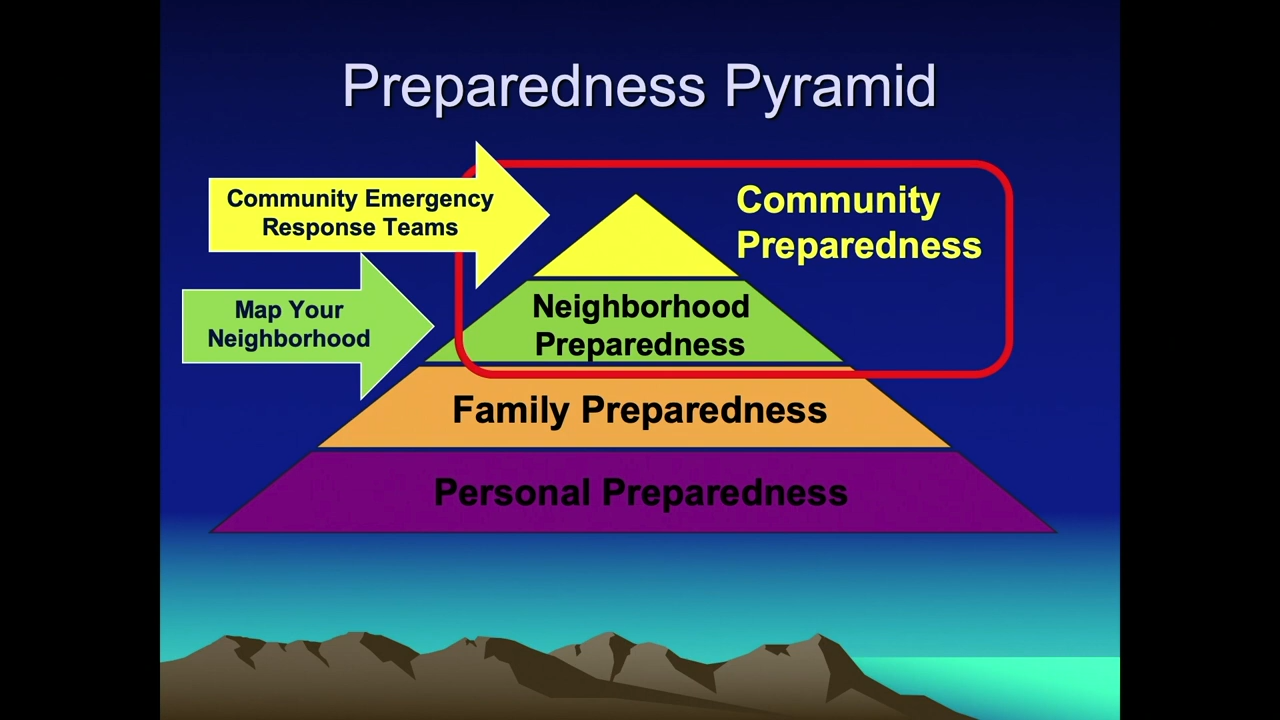 Preparedness Pyramid
Community Emergency
Response Teams
Community
Preparedness
Map Your
Neighborhood
Neighborhood
Preparedness
Family Preparedness
Personal Preparedness